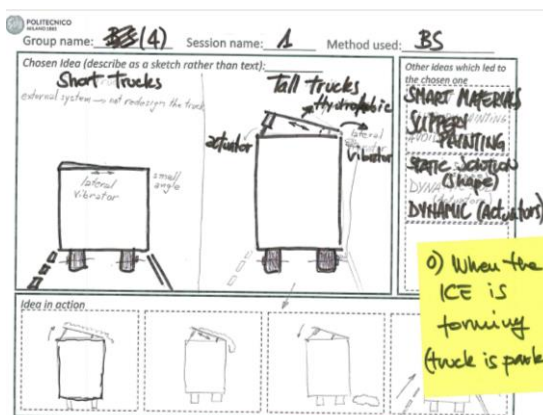 POLITECNICO
MILANO 1863
Group name: (4) Session name: 1 Method used: BS
Chosen Idea (describe as a sketch rather than text):
Short Trucks
external system → not redesign the truck
lateral
vibrator
small
angle
Tall trucks
Hydrophobic
actuator
lateral
vibrator
Vibrator
Other ideas which led to
the chosen one
SMART MATERIALS
SLIPPERY PAINTING
STATIC SOLUTION
(Shape)
DYNAMIC (Actuators)
0) When the
ICE is
forming
(truck is park
Idea in action